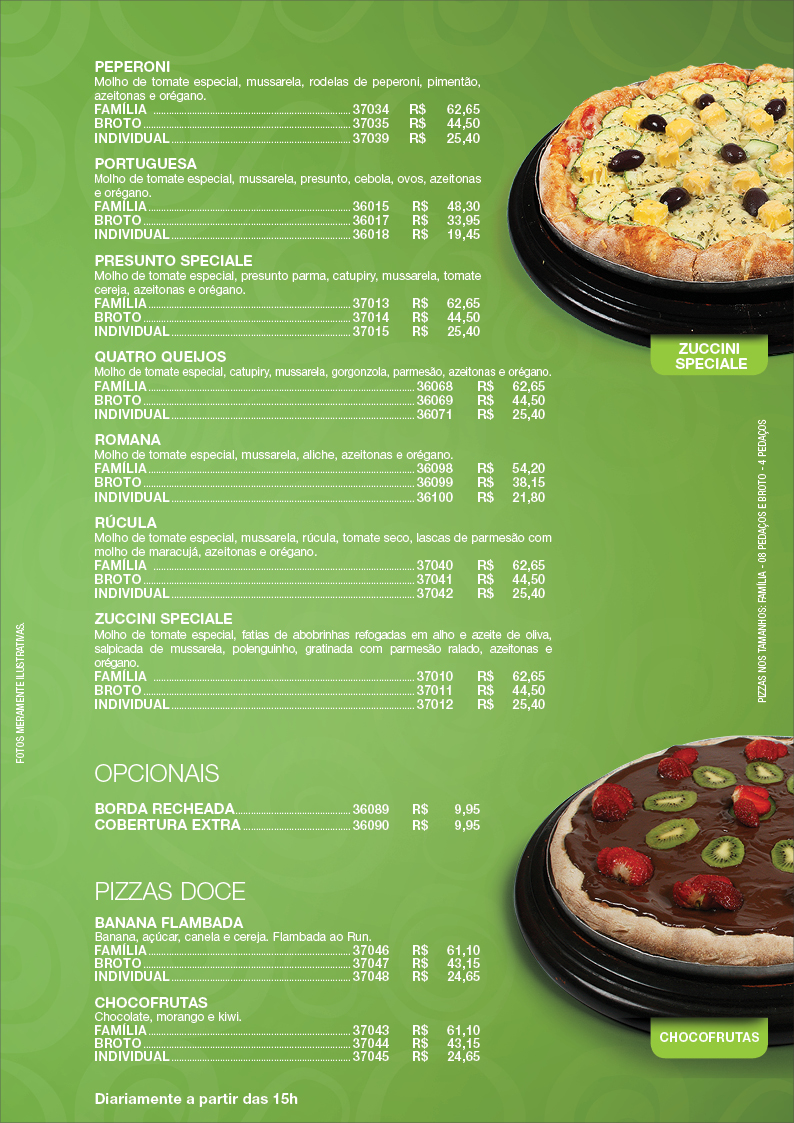 PEPERONI
Molho de tomate especial, mussarela, rodelas de peperoni, pimentão,
azeitonas e orégano.
FAMÍLIA ........ 37034 R$ 62,65
BROTO ........ 37035 R$ 44,50
INDIVIDUAL ........ 37039 R$ 25,40
PORTUGUESA
Molho de tomate especial, mussarela, presunto, cebola, ovos, azeitonas
e orégano.
FAMÍLIA ........ 36015 R$ 48,30
BROTO ........ 36017 R$ 33,95
INDIVIDUAL ........ 36018 R$ 19,45
PRESUNTO SPECIALE
Molho de tomate especial, presunto parma, catupiry, mussarela, tomate
cereja, azeitonas e orégano.
FAMÍLIA ........ 37013 R$ 62,65
BROTO ........ 37014 R$ 44,50
INDIVIDUAL ........ 37015 R$ 25,40
QUATRO QUEIJOS
Molho de tomate especial, catupiry, mussarela, gorgonzola, parmesão, azeitonas e orégano.
FAMÍLIA ........ 36068 R$ 62,65
BROTO ........ 36069 R$ 44,50
INDIVIDUAL ........ 36071 R$ 25,40
ROMANA
Molho de tomate especial, mussarela, aliche, azeitonas e orégano.
FAMÍLIA ........ 36098 R$ 54,20
BROTO ........ 36099 R$ 38,15
INDIVIDUAL ........ 36100 R$ 21,80
RÚCULA
Molho de tomate especial, mussarela, rúcula, tomate seco, lascas de parmesão com
molho de maracujá, azeitonas e orégano.
FAMÍLIA ........ 37040 R$ 62,65
BROTO ........ 37041 R$ 44,50
INDIVIDUAL ........ 37042 R$ 25,40
ZUCCINI SPECIALE
Molho de tomate especial, fatias de abobrinhas refogadas em alho e azeite de oliva,
salpicada de mussarela, polenguinho, gratinada com parmesão ralado, azeitonas e
orégano.
FAMÍLIA ........ 37010 R$ 62,65
BROTO ........ 37011 R$ 44,50
INDIVIDUAL ........ 37012 R$ 25,40
OPCIONAIS
BORDA RECHEADA ........ 36089 R$ 9,95
COBERTURA EXTRA ........ 36090 R$ 9,95
PIZZAS DOCE
BANANA FLAMBADA
Banana, açúcar, canela e cereja. Flambada ao Run.
FAMÍLIA ........ 37046 R$ 61,10
BROTO ........ 37047 R$ 43,15
INDIVIDUAL ........ 37048 R$ 24,65
CHOCOFRUTAS
Chocolate, morango e kiwi.
FAMÍLIA ........ 37043 R$ 61,10
BROTO ........ 37044 R$ 43,15
INDIVIDUAL ........ 37045 R$ 24,65
Diariamente a partir das 15h
ZUCCINI
SPECIALE
CHOCOFRUTAS
PIZZAS NOS TAMANHOS: FAMÍLIA - 08 PEDAÇOS E BROTO - 4 PEDAÇOS
FOTOS MERAMENTE ILUSTRATIVAS.